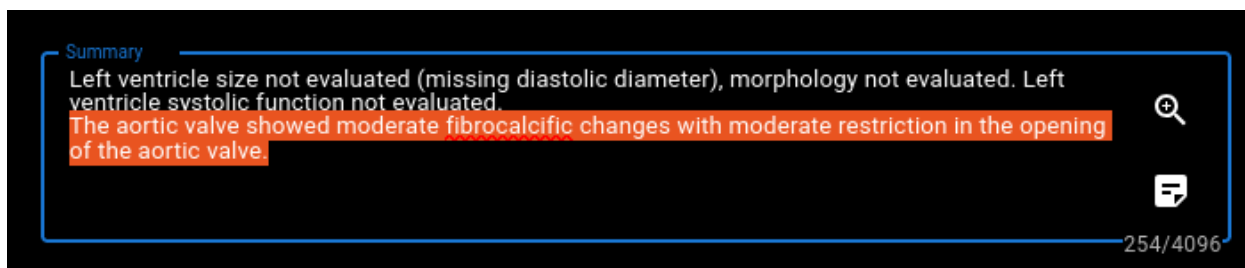 Summary
Left ventricle size not evaluated (missing diastolic diameter), morphology not evaluated. Left
ventricle systolic function not evaluated.
The aortic valve showed moderate fibrocalcific changes with moderate restriction in the opening
of the aortic valve.
254/4096